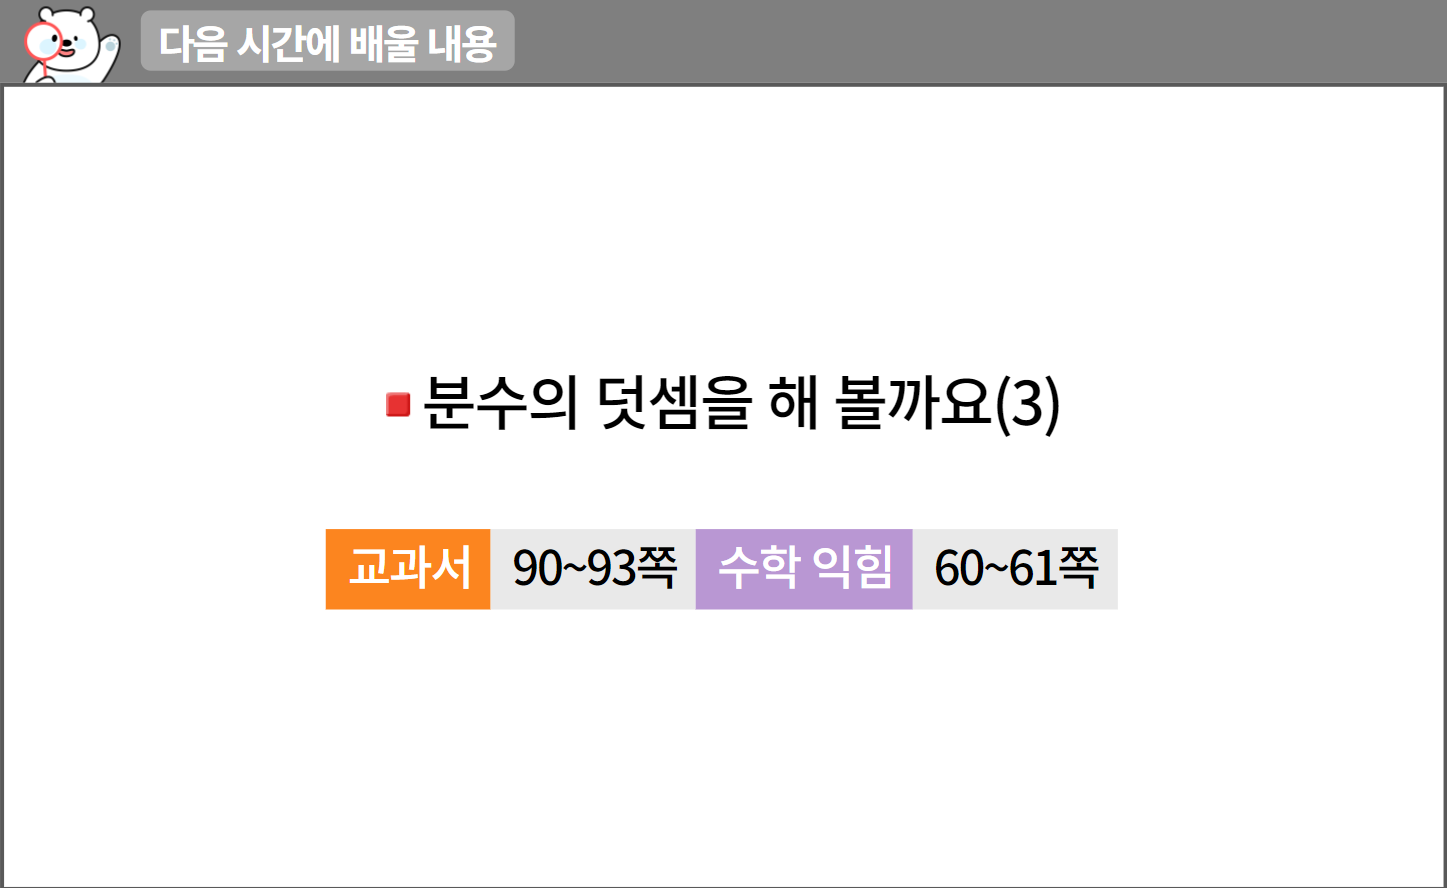 다음 시간에 배울 내용
분수의 덧셈을 해 볼까요(3)
교과서 90~93쪽 수학 익힘 60~61쪽